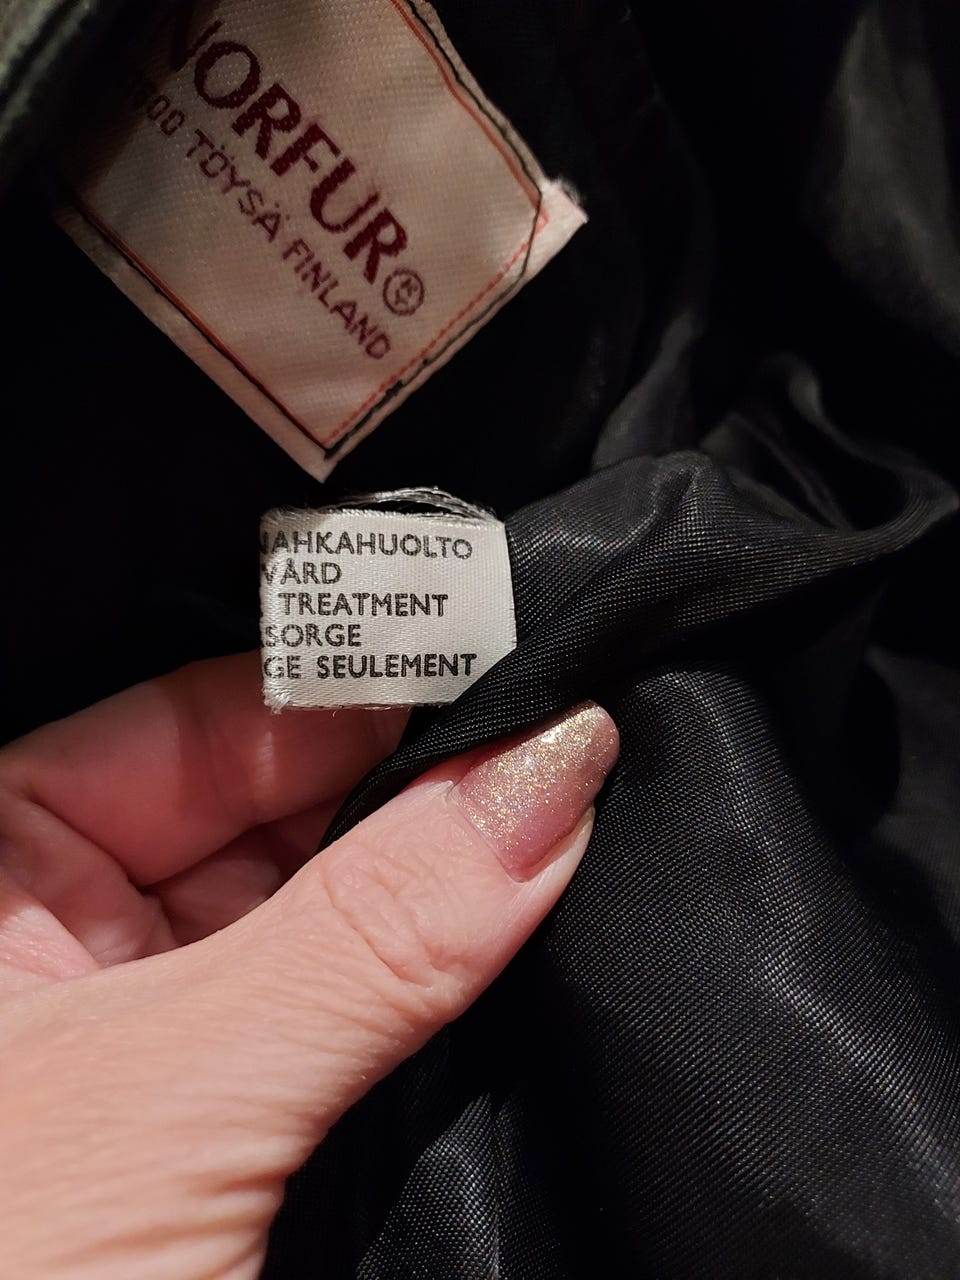 NORFUR
TÖYSÄ FINLAND
NAHKAHUOLTO
VÅRD
TREATMENT
SORGE
GE SEULEMENT